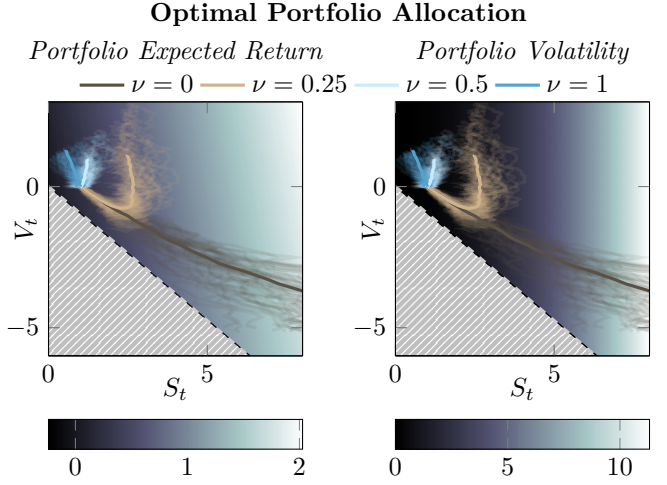 Optimal Portfolio Allocation
Portfolio Expected Return Portfolio Volatility
ν = 0 ν = 0.25 ν = 0.5 ν = 1
0 0
V_t V_t
−5 −5
0 5 0 5
S_t S_t
0 1 2 0 5 10